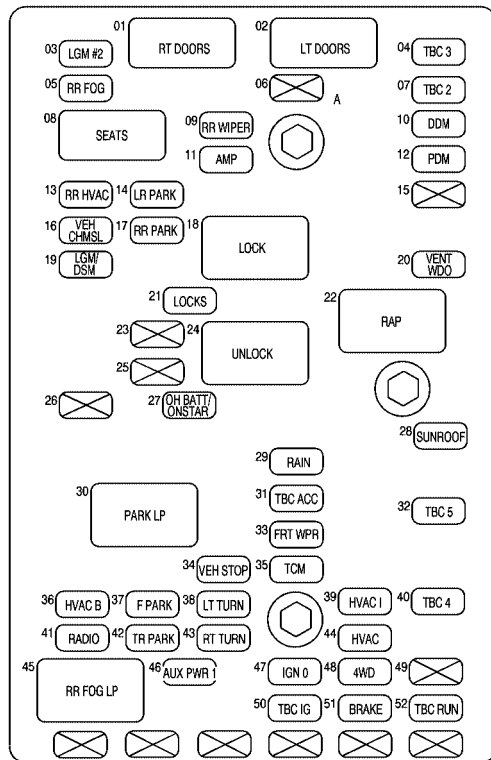 01 RT DOORS
02 LT DOORS
03 LGM #2
04 TBC 3
05 RR FOG
06
A
07 TBC 2
08 SEATS
09 RR WIPER
10 DDM
11 AMP
12 PDM
13 RR HVAC
14 LR PARK
15
16 VEH
CHMSL
17 RR PARK
18 LOCK
19 LGM/
DSM
20 VENT
WDO
21 LOCKS
22 RAP
23
24 UNLOCK
25
26
27 OH BATT/
ONSTAR
28 SUNROOF
29 RAIN
30 PARK LP
31 TBC ACC
32 TBC 5
33 FRT WPR
34 VEH STOP
35 TCM
36 HVAC B
37 F PARK
38 LT TURN
39 HVAC I
40 TBC 4
41 RADIO
42 TR PARK
43 RT TURN
44 HVAC
45 RR FOG LP
46 AUX PWR 1
47 IGN 0
48 4WD
49
50 TBC IG
51 BRAKE
52 TBC RUN